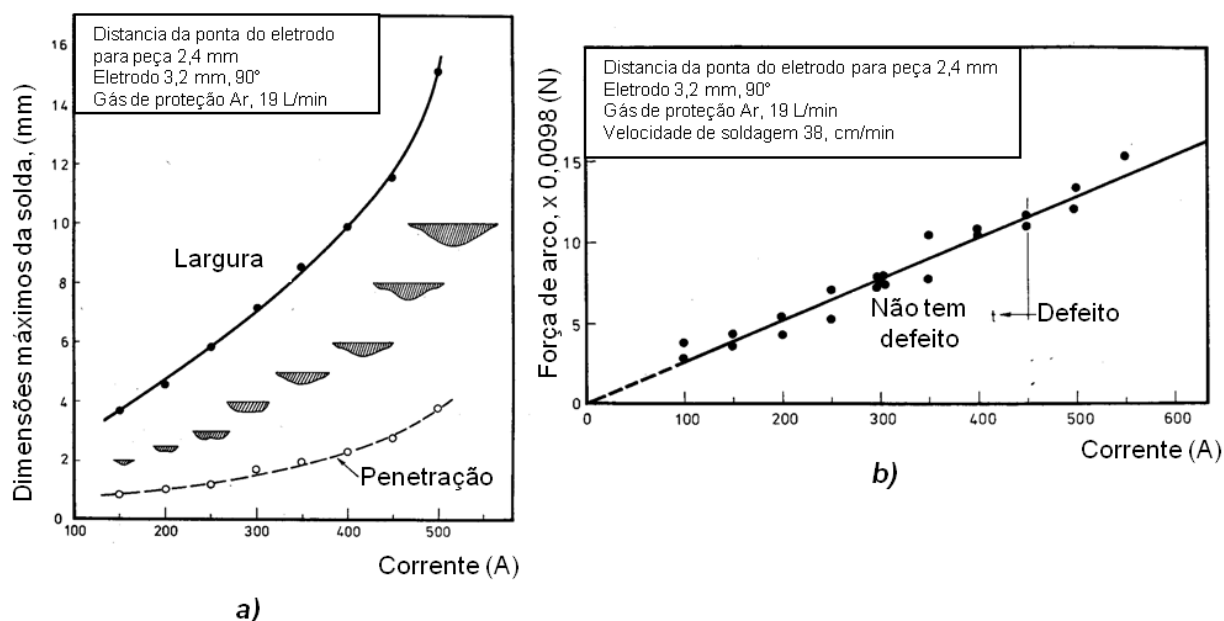 Distancia da ponta do eletrodo
para peça 2,4 mm
Eletrodo 3,2 mm, 90°
Gás de proteção Ar, 19 L/min
Dimensões máximos da solda, (mm)
16
14
12
10
8
6
4
2
0
Largura
Penetração
100
200
300
400
500
Corrente (A)
a)
Distancia da ponta do eletrodo para peça 2,4 mm
Eletrodo 3,2 mm, 90°
Gás de proteção Ar, 19 L/min
Velocidade de soldagem 38, cm/min
Força de arco, x 0,0098 (N)
15
10
5
0
Não tem
defeito
Defeito
0
100
200
300
400
500
600
Corrente (A)
b)